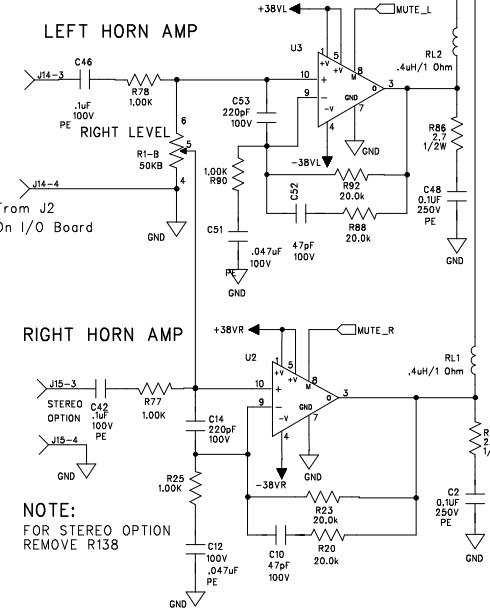 +38VL
MUTE_L
LEFT HORN AMP
U3
1
5
8
+V
+V
M
RL2
.4uH/1 Ohm
C46
J14-3
R78
1.00K
.1uF
100V
PE
10
+
9
−
O
3
GND
-V
4
7
C53
220pF
100V
6
RIGHT LEVEL
5
R1-B
50KB
4
GND
-38VL
R86
2.7
1/2W
1.00K
R90
R92
20.0k
C52
J14-4
From J2
On I/O Board
GND
R88
20.0k
C48
0.1UF
250V
PE
C51
.047uF
100V
47pF
100V
PE
GND
GND
RIGHT HORN AMP
+38VR
MUTE_R
U2
1
5
8
+V
+V
M
RL1
.4uH/1 Ohm
J15-3
STEREO
OPTION
C42
.1uF
100V
PE
R77
1.00K
10
+
9
−
O
3
GND
-V
4
7
C14
220pF
100V
J15-4
GND
GND
-38VR
R25
1.00K
R23
20.0k
C2
0.1UF
250V
PE
NOTE:
FOR STEREO OPTION
REMOVE R138
C10
47pF
100V
R20
20.0k
C12
100V
.047uF
PE
GND
GND